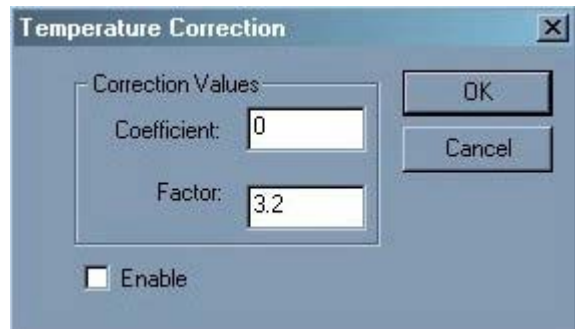 Temperature Correction
Correction Values
Coefficient: 0
Factor: 3.2
Enable
OK
Cancel